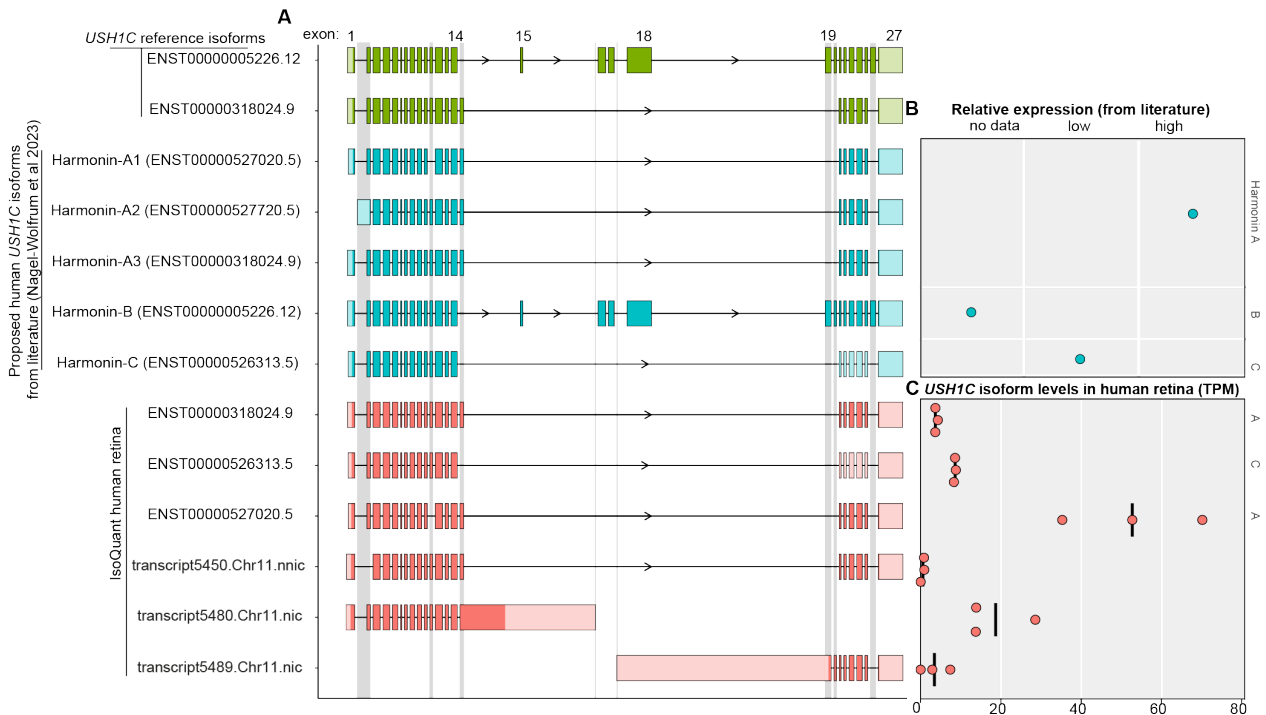 A
USH1C reference isoforms
exon: 1 14 15 18 19 27
ENST00000005226.12
ENST00000318024.9
Proposed human USH1C isoforms
from literature (Nagel-Wolfrum et al 2023)
Harmonin-A1 (ENST00000527020.5)
Harmonin-A2 (ENST00000527720.5)
Harmonin-A3 (ENST00000318024.9)
Harmonin-B (ENST00000005226.12)
Harmonin-C (ENST00000526313.5)
IsoQuant human retina
ENST00000318024.9
ENST00000526313.5
ENST00000527020.5
transcript5450.Chr11.nnic
transcript5480.Chr11.nic
transcript5489.Chr11.nic
B Relative expression (from literature)
no data low high
Harmonin A
B
C
C USH1C isoform levels in human retina (TPM)
A
C
A
0 20 40 60 80